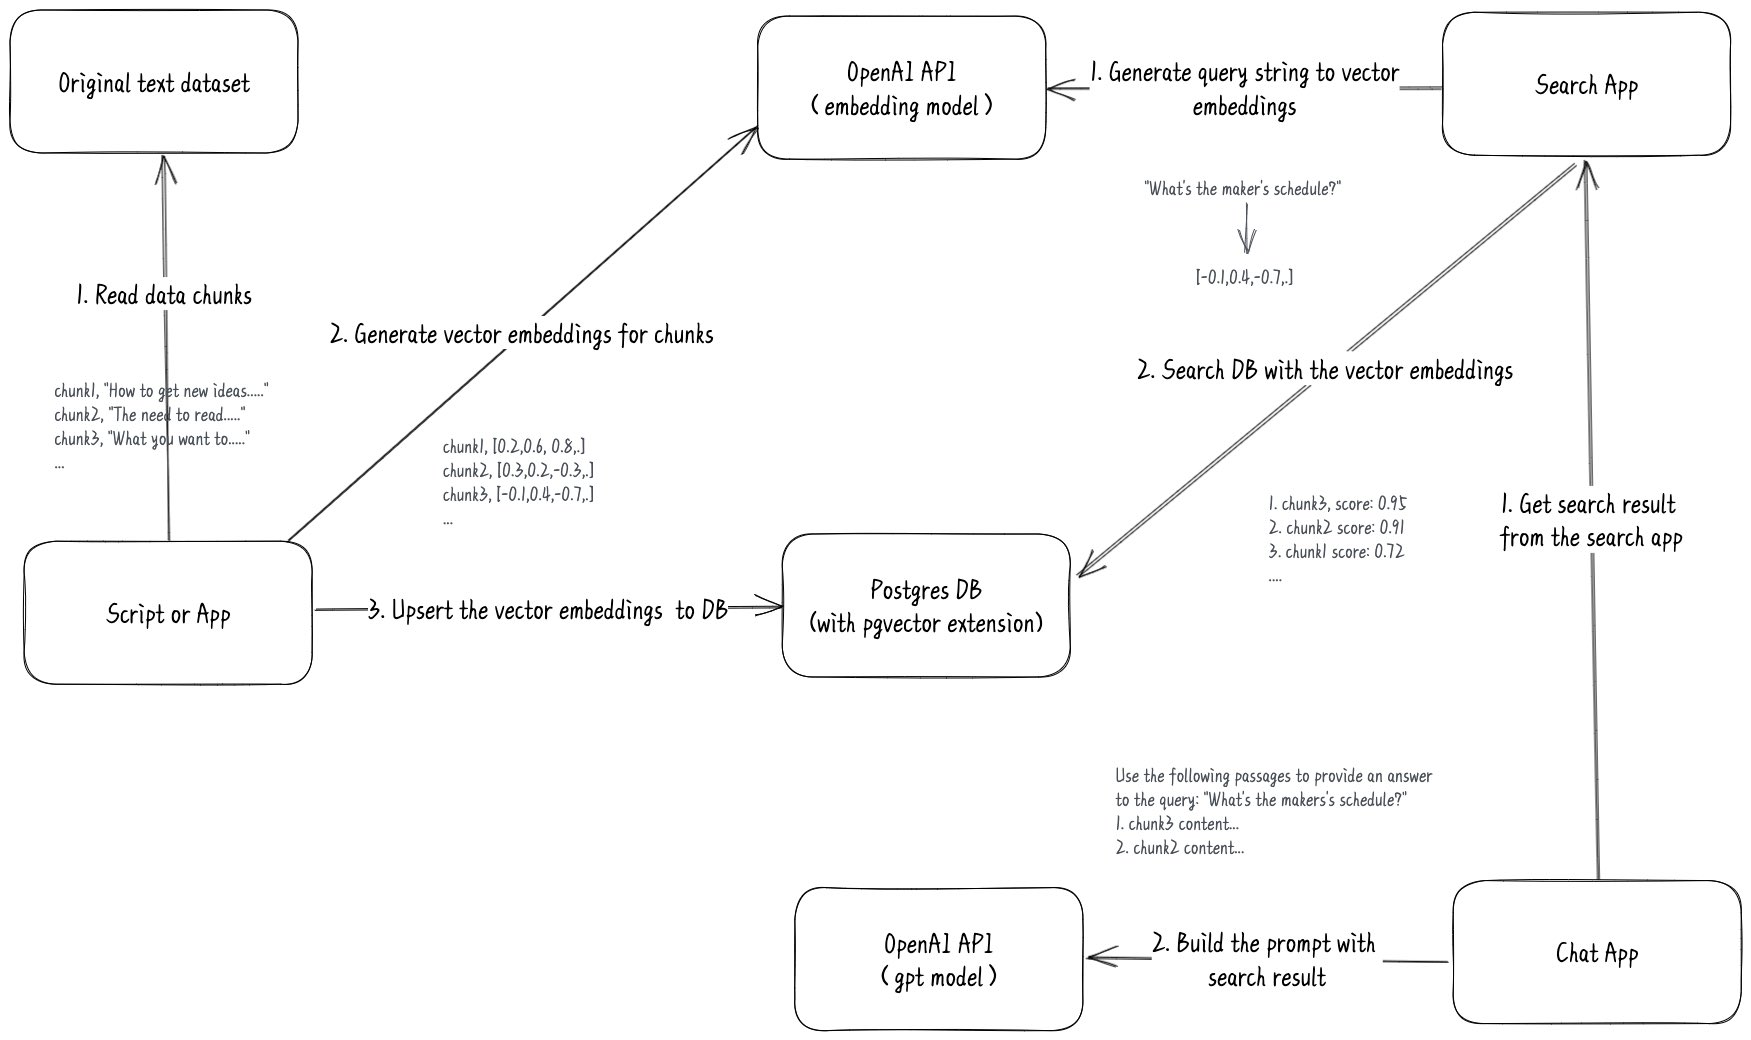 Original text dataset
OpenAI API
( embedding model )
1. Generate query string to vector
embeddings
Search App
"What's the maker's schedule?"
[-0.1,0.4,-0.7,.]
1. Read data chunks
2. Generate vector embeddings for chunks
2. Search DB with the vector embeddings
chunk1, "How to get new ideas....."
chunk2, "The need to read....."
chunk3, "What you want to....."
...
chunk1, [0.2,0.6, 0.8,.]
chunk2, [0.3,0.2,-0.3,.]
chunk3, [-0.1,0.4,-0.7,.]
...
1. chunk3, score: 0.95
2. chunk2 score: 0.91
3. chunk1 score: 0.72
....
1. Get search result
from the search app
Script or App
3. Upsert the vector embeddings to DB
Postgres DB
(with pgvector extension)
Use the following passages to provide an answer
to the query: "What's the makers's schedule?"
1. chunk3 content...
2. chunk2 content...
OpenAI API
( gpt model )
2. Build the prompt with
search result
Chat App